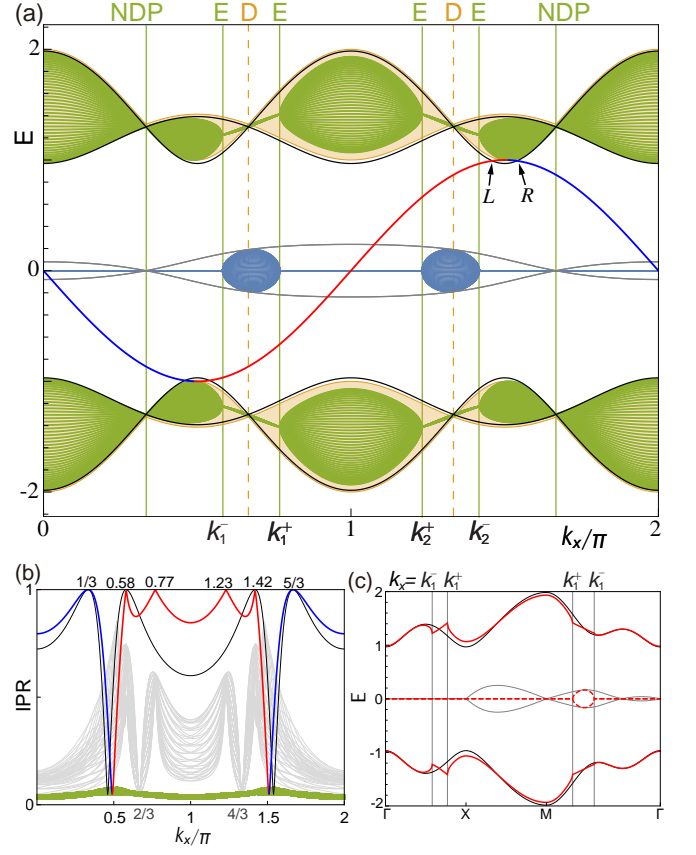 (a)
NDP E D E E D E NDP
2
E
L R
0
-2
0 k₁⁻ k₁⁺ 1 k₂⁺ k₂⁻ kₓ/π 2
(b)
1/3 0.58 0.77 1.23 1.42 5/3
1
IPR
0
0.5 2/3 1 4/3 1.5 2
kₓ/π
(c)
kₓ= k₁⁻ k₁⁺ k₁⁺ k₁⁻
2
1
E 0
-1
-2
Γ X M Γ